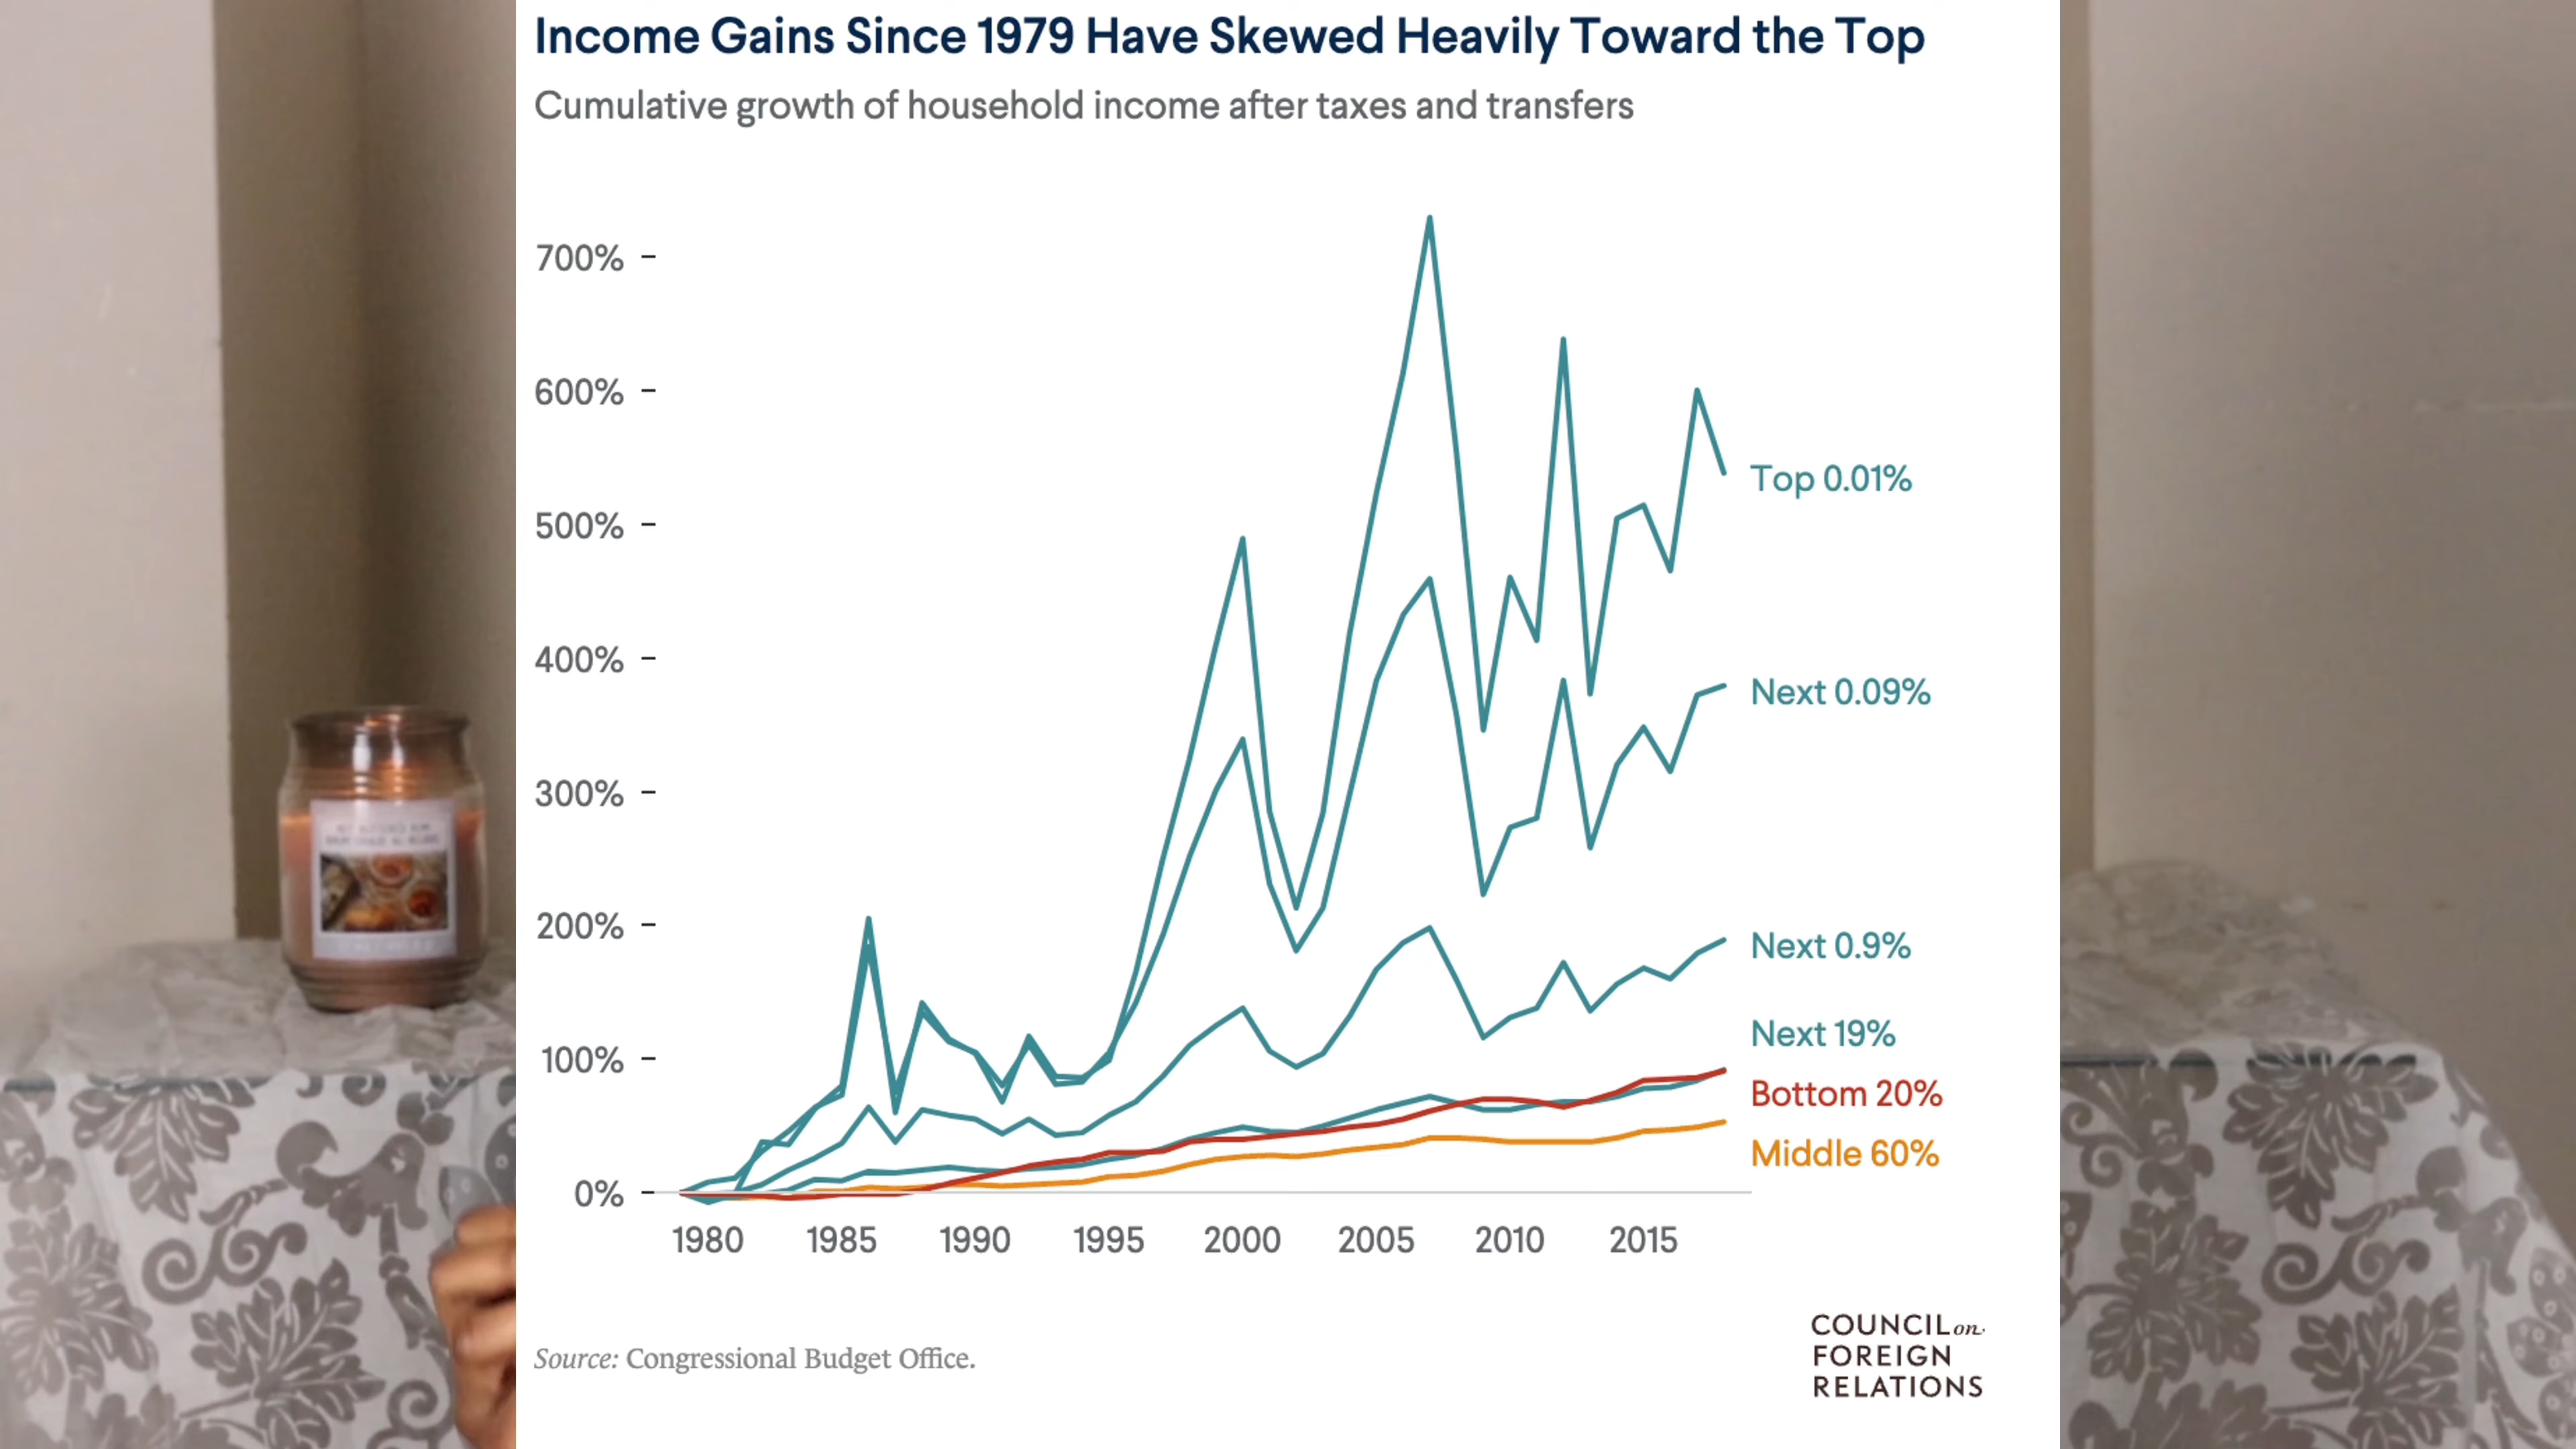 Income Gains Since 1979 Have Skewed Heavily Toward the Top
Cumulative growth of household income after taxes and transfers
700%
600%
500%
400%
300%
200%
100%
0%
Top 0.01%
Next 0.09%
Next 0.9%
Next 19%
Bottom 20%
Middle 60%
1980 1985 1990 1995 2000 2005 2010 2015
Source: Congressional Budget Office.
COUNCIL on
FOREIGN
RELATIONS